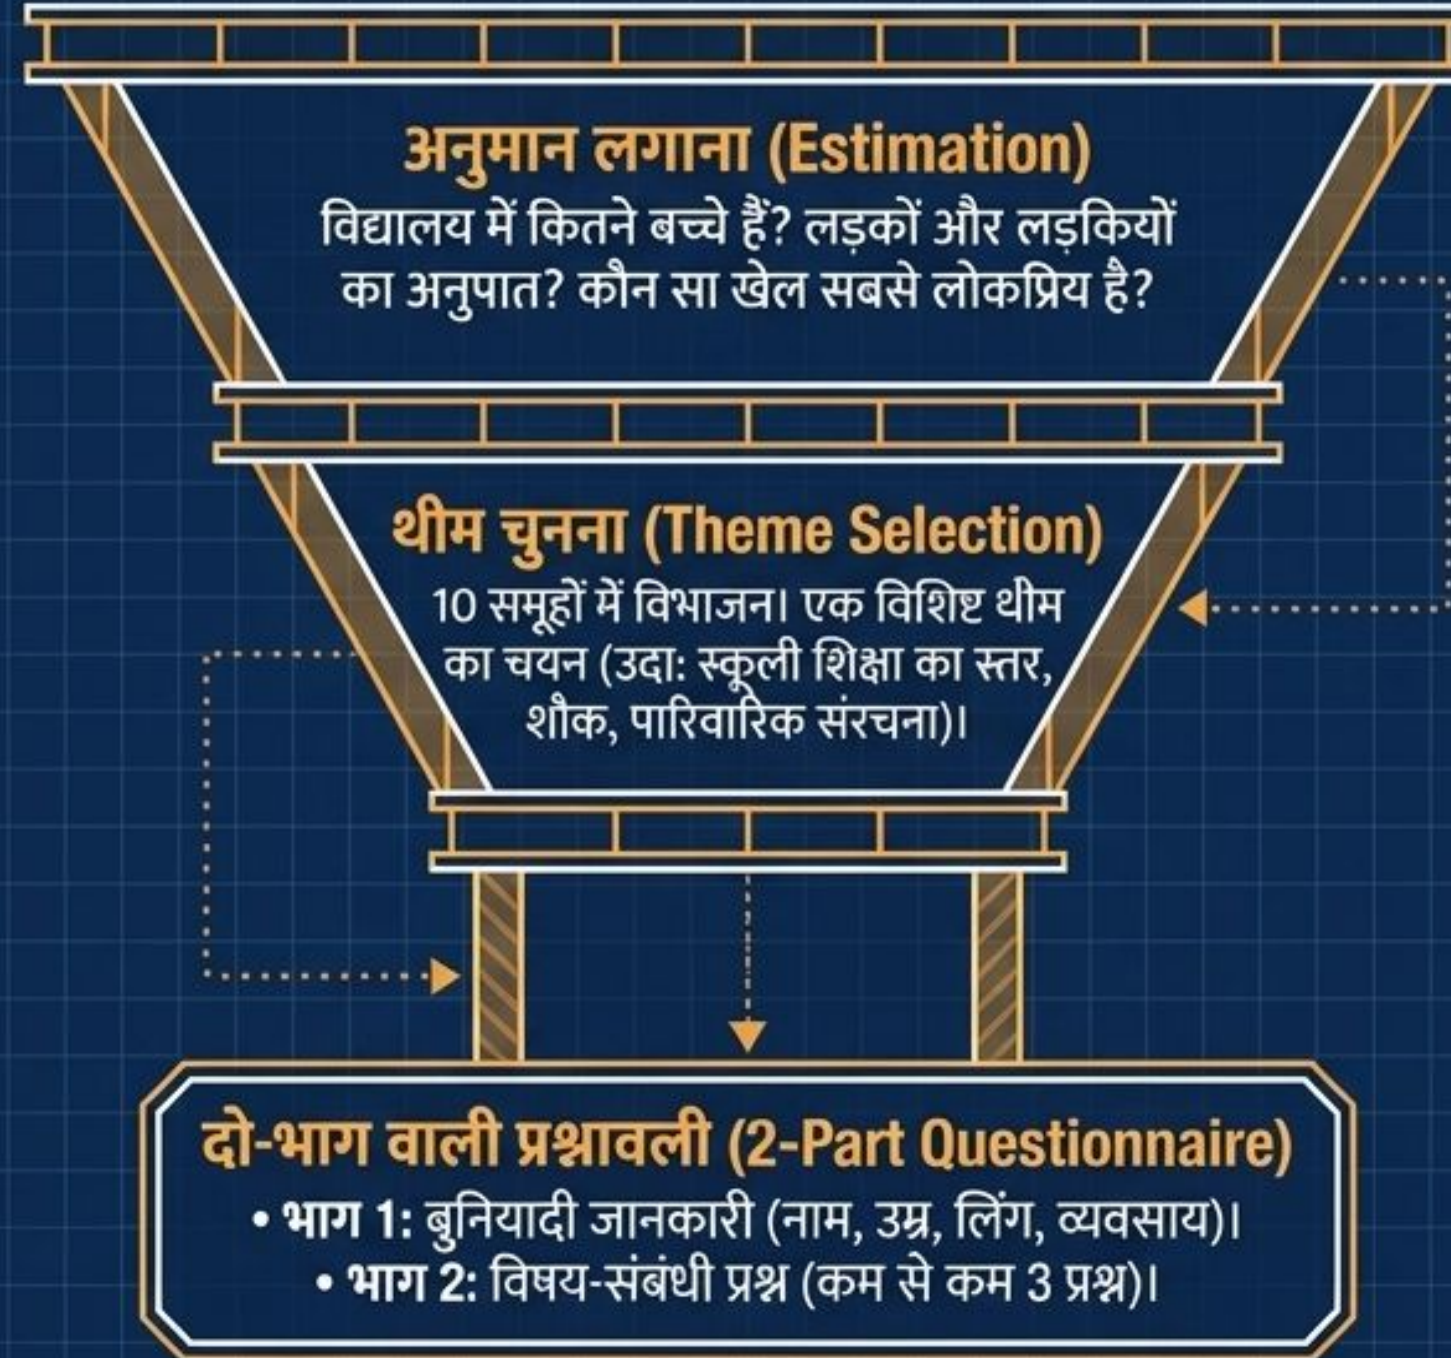 अनुमान लगाना (Estimation)
विद्यालय में कितने बच्चे हैं? लड़कों और लड़कियों
का अनुपात? कौन सा खेल सबसे लोकप्रिय है?
थीम चुनना (Theme Selection)
10 समूहों में विभाजन। एक विशिष्ट थीम
का चयन (उदा: स्कूली शिक्षा का स्तर,
शौक, पारिवारिक संरचना)।
दो-भाग वाली प्रश्नावली (2-Part Questionnaire)
• भाग 1: बुनियादी जानकारी (नाम, उम्र, लिंग, व्यवसाय)।
• भाग 2: विषय-संबंधी प्रश्न (कम से कम 3 प्रश्न)।